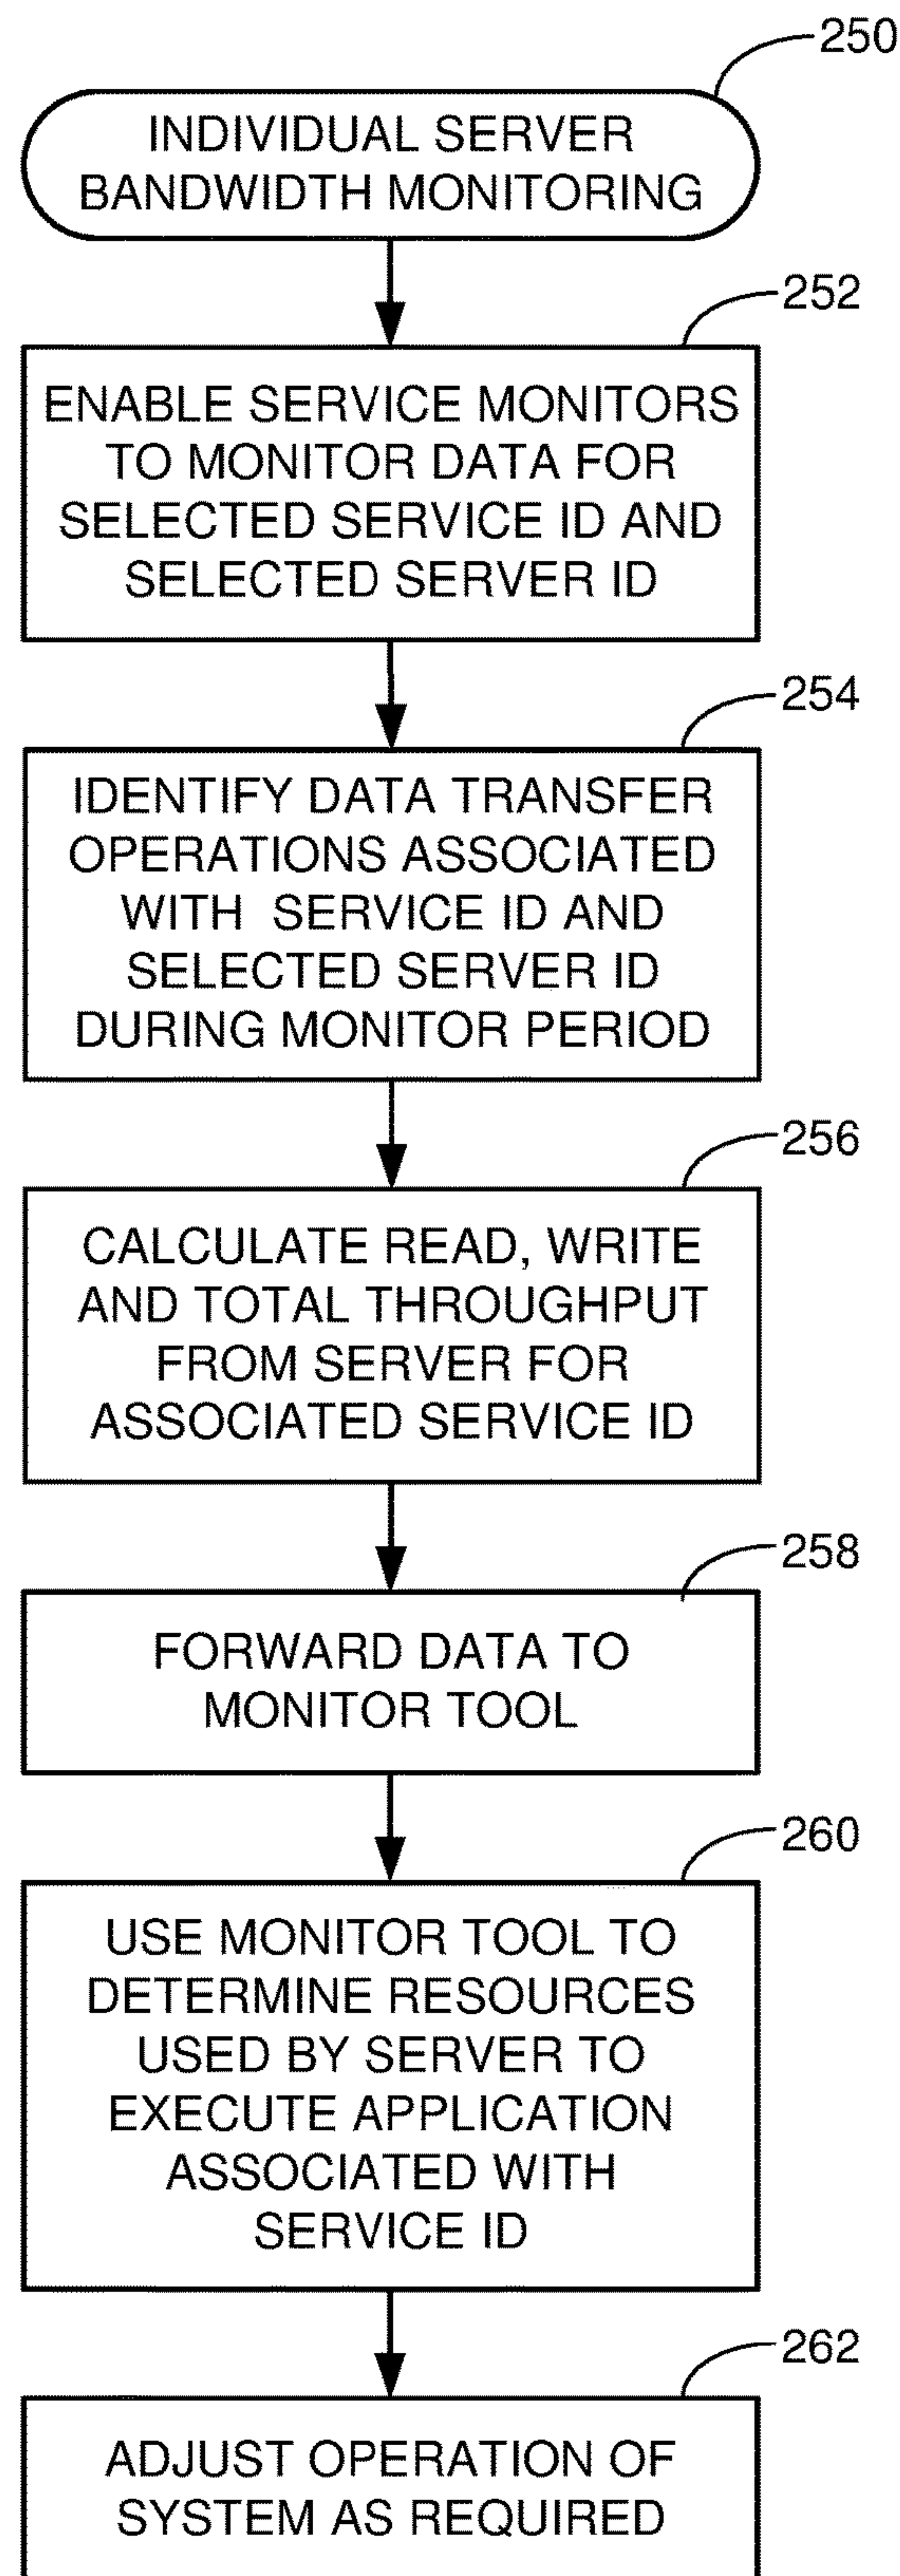 250
INDIVIDUAL SERVER
BANDWIDTH MONITORING
252
ENABLE SERVICE MONITORS
TO MONITOR DATA FOR
SELECTED SERVICE ID AND
SELECTED SERVER ID
254
IDENTIFY DATA TRANSFER
OPERATIONS ASSOCIATED
WITH SERVICE ID AND
SELECTED SERVER ID
DURING MONITOR PERIOD
256
CALCULATE READ, WRITE
AND TOTAL THROUGHPUT
FROM SERVER FOR
ASSOCIATED SERVICE ID
258
FORWARD DATA TO
MONITOR TOOL
260
USE MONITOR TOOL TO
DETERMINE RESOURCES
USED BY SERVER TO
EXECUTE APPLICATION
ASSOCIATED WITH
SERVICE ID
262
ADJUST OPERATION OF
SYSTEM AS REQUIRED